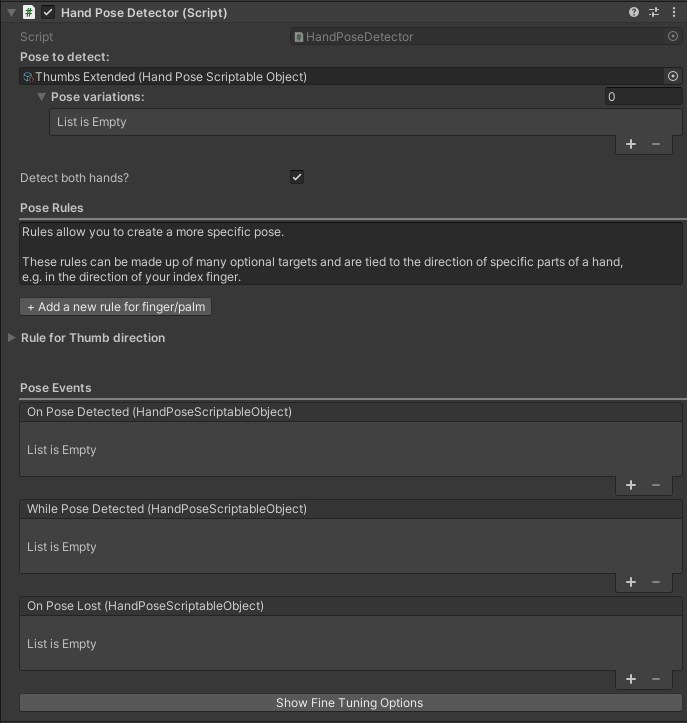 Hand Pose Detector (Script)
Script HandPoseDetector
Pose to detect:
Thumbs Extended (Hand Pose Scriptable Object)
Pose variations: 0
List is Empty
+ −
Detect both hands?
Pose Rules
Rules allow you to create a more specific pose.
These rules can be made up of many optional targets and are tied to the direction of specific parts of a hand,
e.g. in the direction of your index finger.
+ Add a new rule for finger/palm
Rule for Thumb direction
Pose Events
On Pose Detected (HandPoseScriptableObject)
List is Empty
+ −
While Pose Detected (HandPoseScriptableObject)
List is Empty
+ −
On Pose Lost (HandPoseScriptableObject)
List is Empty
+ −
Show Fine Tuning Options